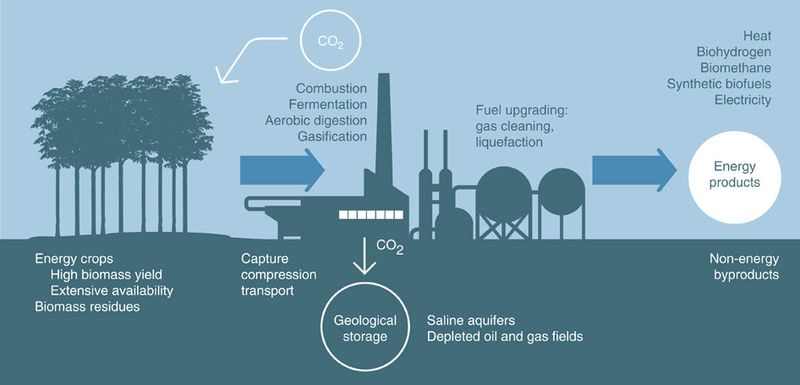 CO2
Combustion
Fermentation
Aerobic digestion
Gasification
Fuel upgrading:
gas cleaning,
liquefaction
Heat
Biohydrogen
Biomethane
Synthetic biofuels
Electricity
Energy
products
Energy crops
High biomass yield
Extensive availability
Biomass residues
Capture
compression
transport
CO2
Geological
storage
Saline aquifers
Depleted oil and gas fields
Non-energy
byproducts